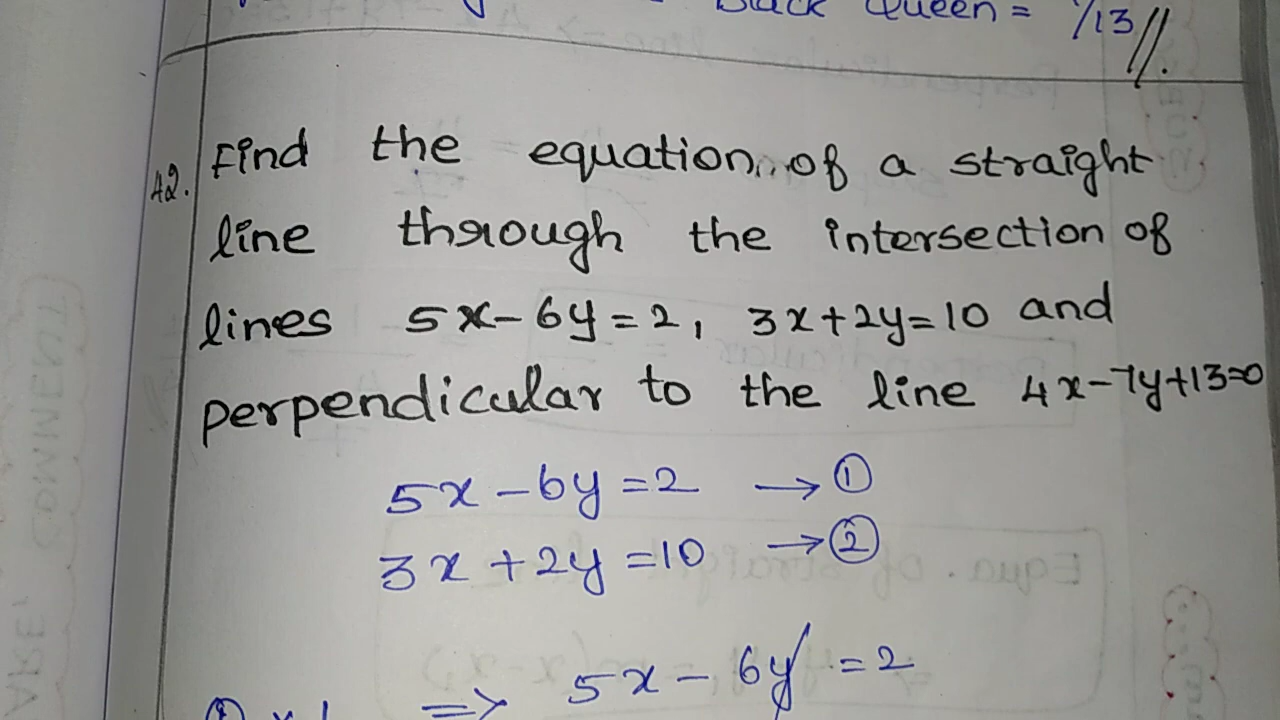 Black Queen = 1/13//.
42. Find the equation of a straight
line through the intersection of
lines 5x-6y=2, 3x+2y=10 and
perpendicular to the line 4x-7y+13=0
5x-6y=2 → ①
3x+2y=10 → ②
⇒ 5x-6y=2